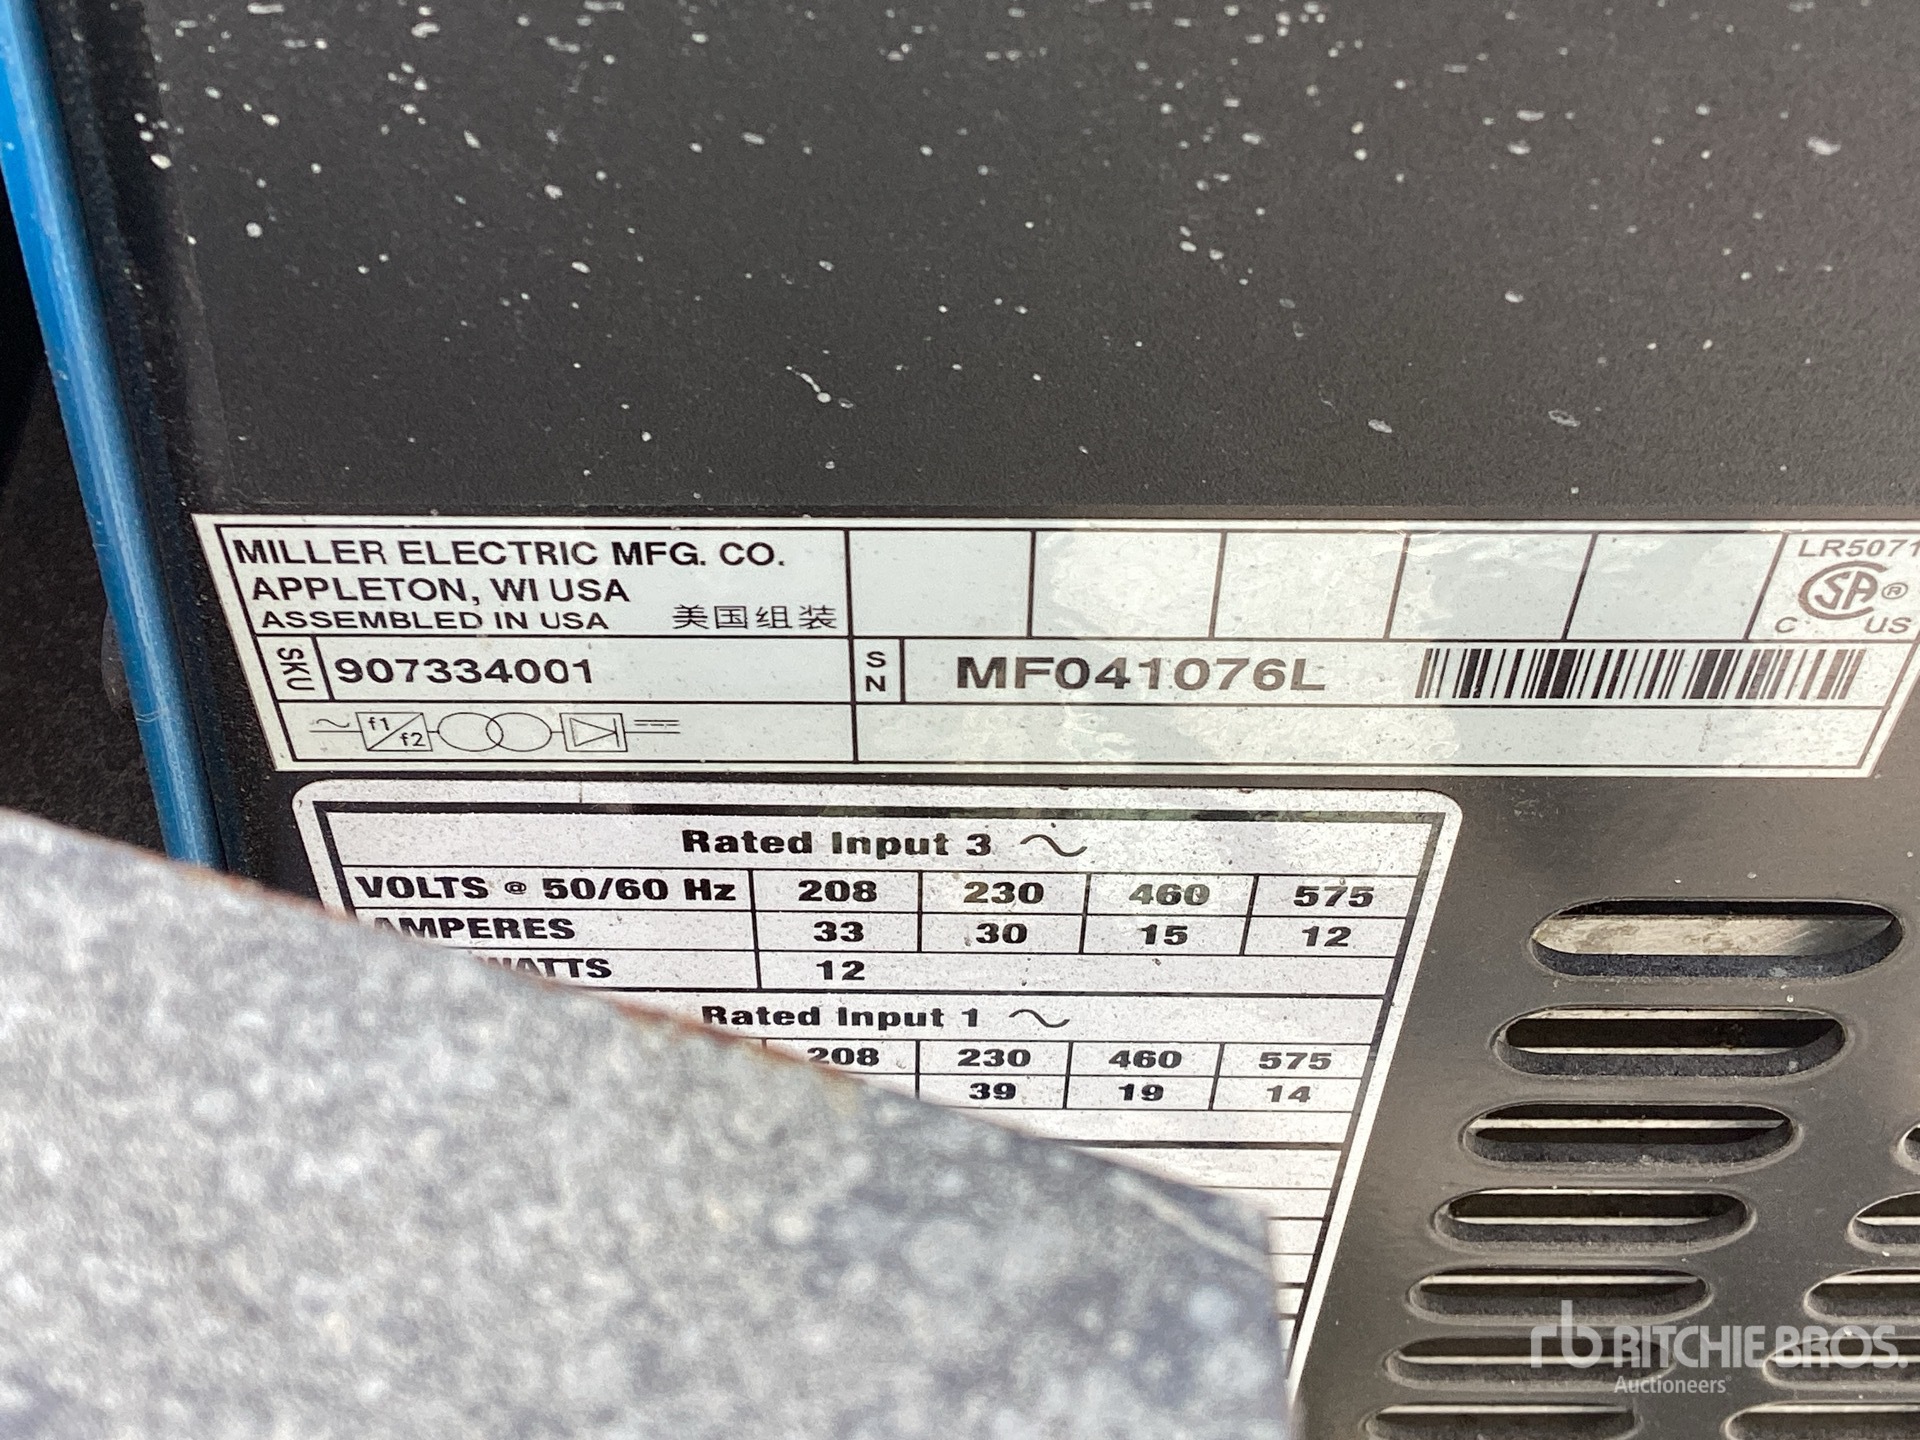 MILLER ELECTRIC MFG. CO.
APPLETON, WI USA
ASSEMBLED IN USA 美国组装
LR5071
CSA ®
C US
SKU 907334001 SN MF041076L
f1 f2
Rated Input 3 ~
VOLTS @ 50/60 Hz 208 230 460 575
AMPERES 33 30 15 12
WATTS 12
Rated Input 1 ~
208 230 460 575
39 19 14
rb RITCHIE BROS.
Auctioneers